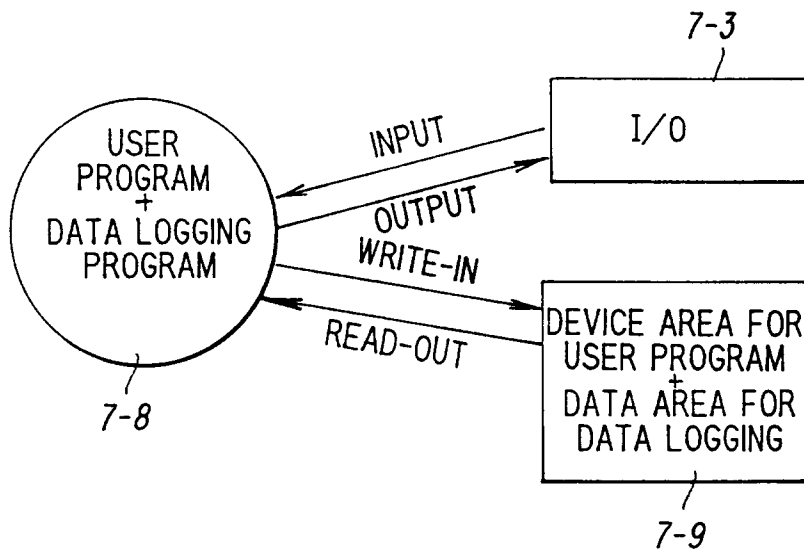 7-3
I/O
INPUT
OUTPUT
USER
PROGRAM
+
DATA LOGGING
PROGRAM
WRITE-IN
READ-OUT
DEVICE AREA FOR
USER PROGRAM
+
DATA AREA FOR
DATA LOGGING
7-8
7-9